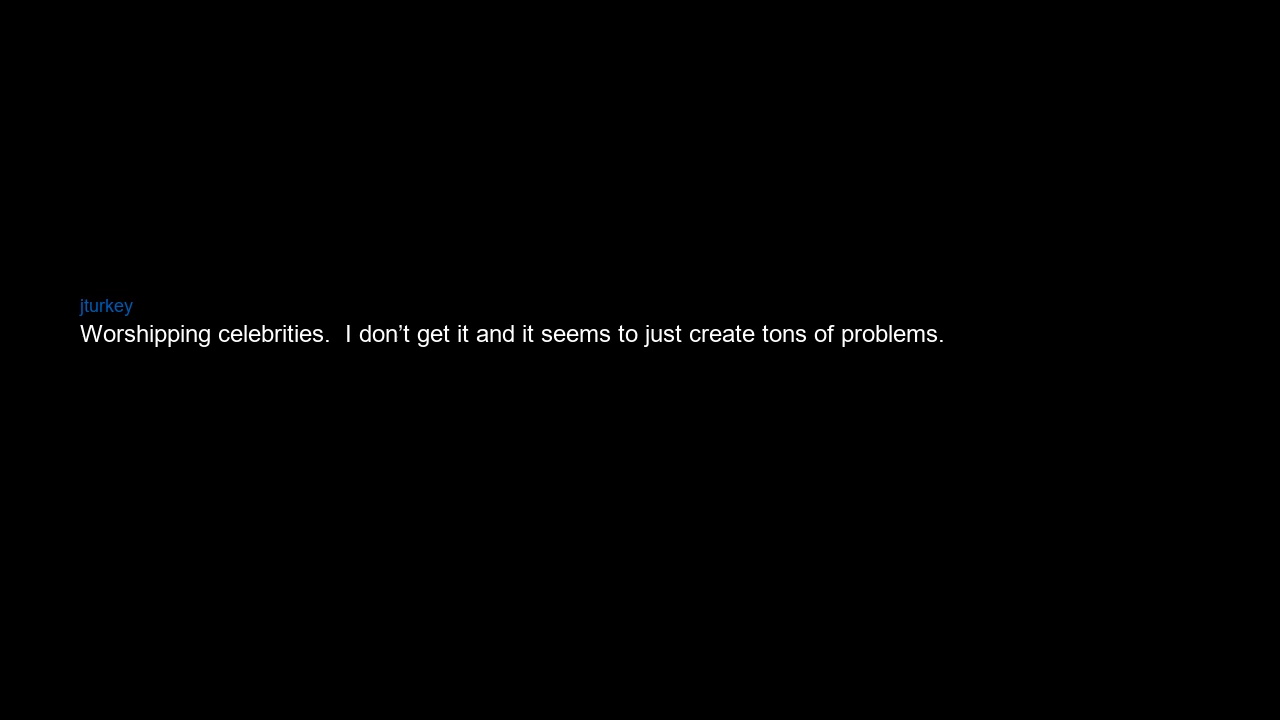 jturkey
Worshipping celebrities.  I don’t get it and it seems to just create tons of problems.